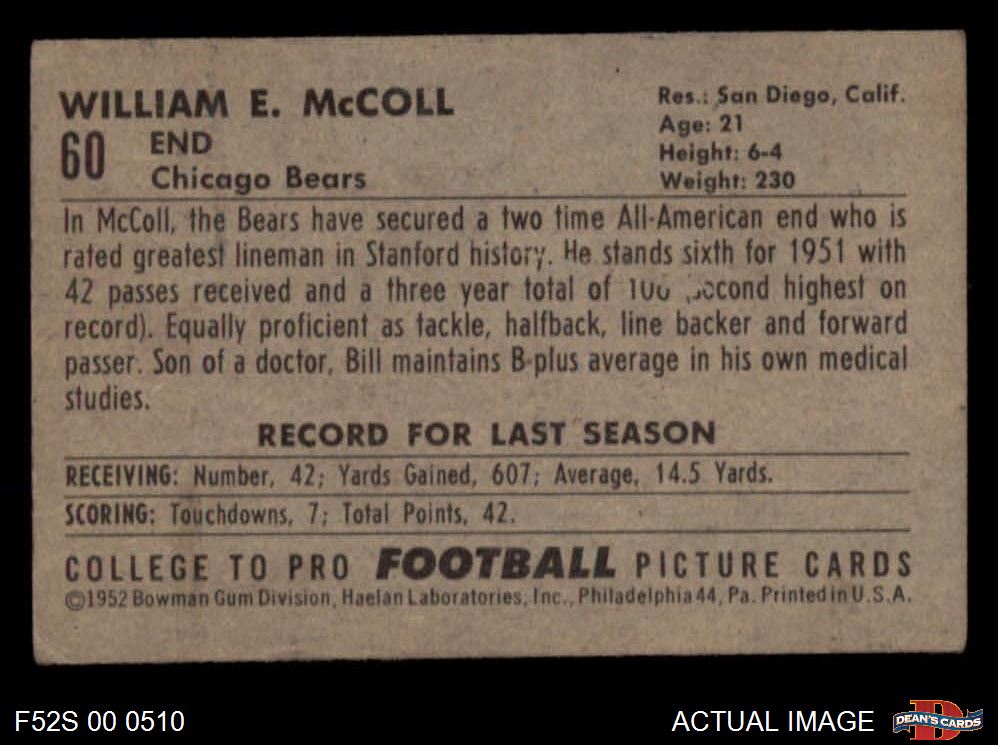 WILLIAM E. McCOLL
60
END
Chicago Bears
Res.: San Diego, Calif.
Age: 21
Height: 6-4
Weight: 230
In McColl, the Bears have secured a two time All-American end who is
rated greatest lineman in Stanford history. He stands sixth for 1951 with
42 passes received and a three year total of highest on
record). Equally proficient as tackle, halfback, line backer and forward
passer. Son of a doctor, Bill maintains B-plus average in his own medical
studies.
RECORD FOR LAST SEASON
RECEIVING: Number, 42; Yards Gained, 607; Average, 14.5 Yards.
SCORING: Touchdowns, 7; Total Points, 42.
COLLEGE TO PRO FOOTBALL PICTURE CARDS
©1952 Bowman Gum Division, Haelan Laboratories, Inc., Philadelphia 44, Pa. Printed in U.S.A.
F52S 00 0510
ACTUAL IMAGE
D
DEAN'S CARDS